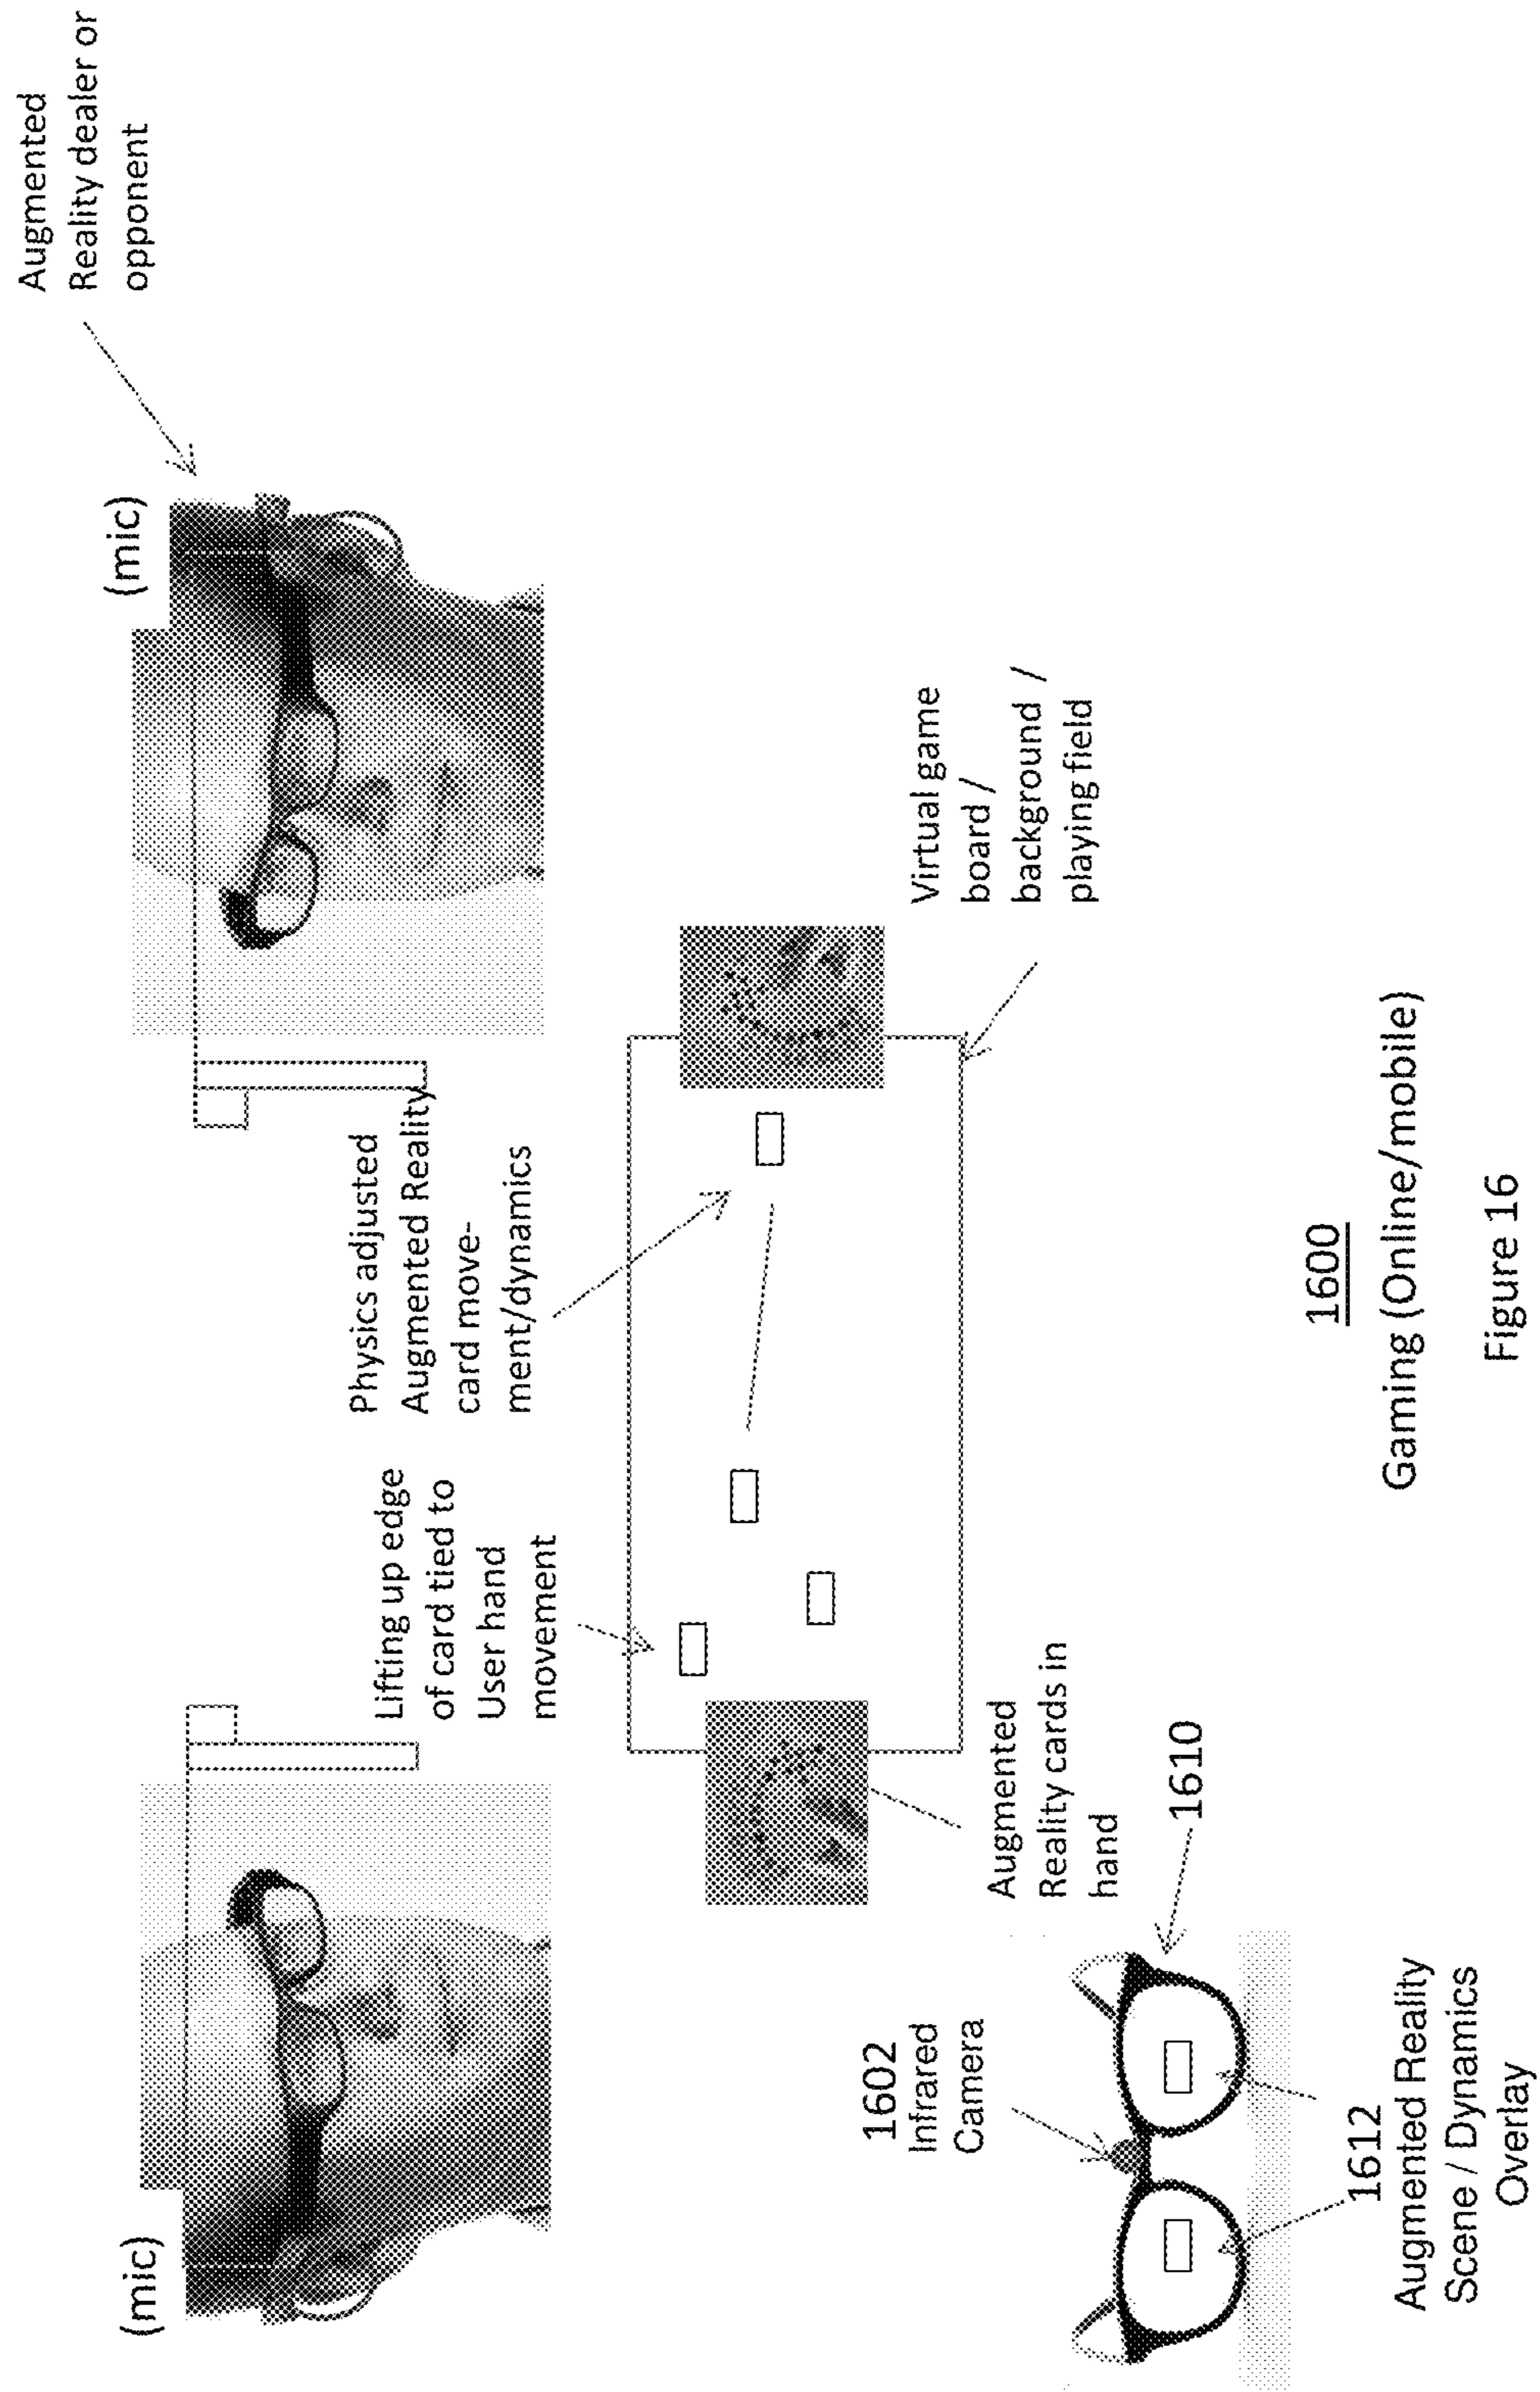 (mic)
(mic)
Augmented
Reality dealer or
opponent
Lifting up edge
of card tied to
User hand
movement
Physics adjusted
Augmented Reality
card move-
ment/dynamics
Augmented
Reality cards in
hand
Virtual game
board /
background /
playing field
1602
Infrared
Camera
1610
1612
Augmented Reality
Scene / Dynamics
Overlay
1600
Gaming (Online/mobile)
Figure 16